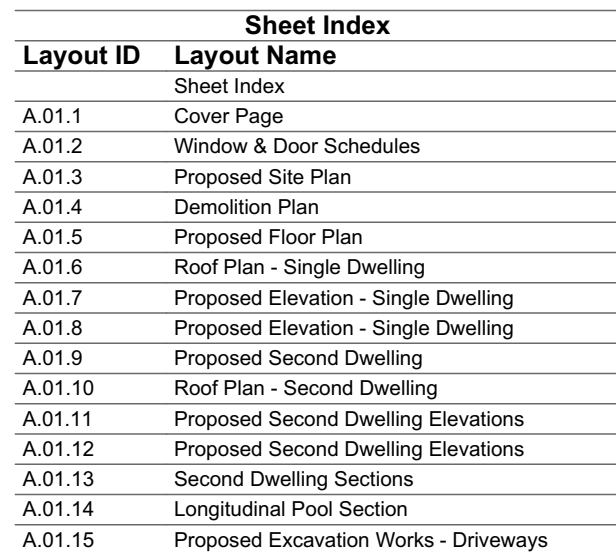 Sheet Index
Layout ID Layout Name
Sheet Index
A.01.1 Cover Page
A.01.2 Window & Door Schedules
A.01.3 Proposed Site Plan
A.01.4 Demolition Plan
A.01.5 Proposed Floor Plan
A.01.6 Roof Plan - Single Dwelling
A.01.7 Proposed Elevation - Single Dwelling
A.01.8 Proposed Elevation - Single Dwelling
A.01.9 Proposed Second Dwelling
A.01.10 Roof Plan - Second Dwelling
A.01.11 Proposed Second Dwelling Elevations
A.01.12 Proposed Second Dwelling Elevations
A.01.13 Second Dwelling Sections
A.01.14 Longitudinal Pool Section
A.01.15 Proposed Excavation Works - Driveways